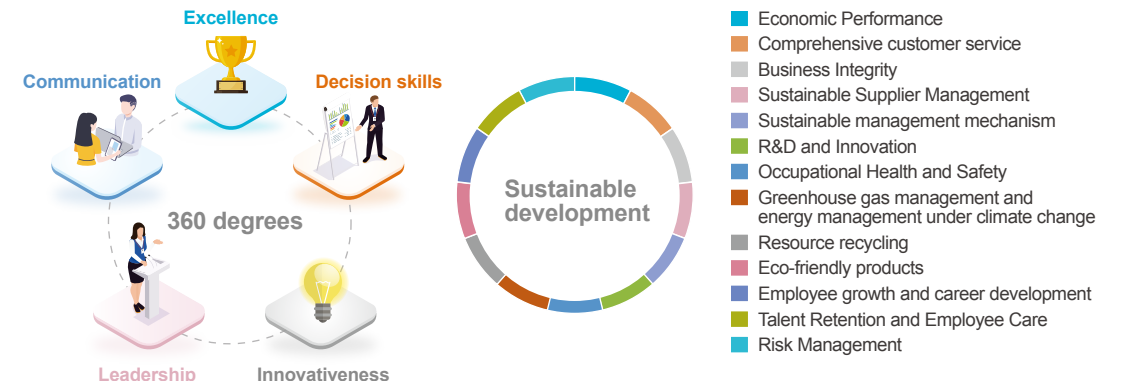 Excellence
Communication
Decision skills
360 degrees
Leadership
Innovativeness
Sustainable
development
Economic Performance
Comprehensive customer service
Business Integrity
Sustainable Supplier Management
Sustainable management mechanism
R&D and Innovation
Occupational Health and Safety
Greenhouse gas management and
energy management under climate change
Resource recycling
Eco-friendly products
Employee growth and career development
Talent Retention and Employee Care
Risk Management